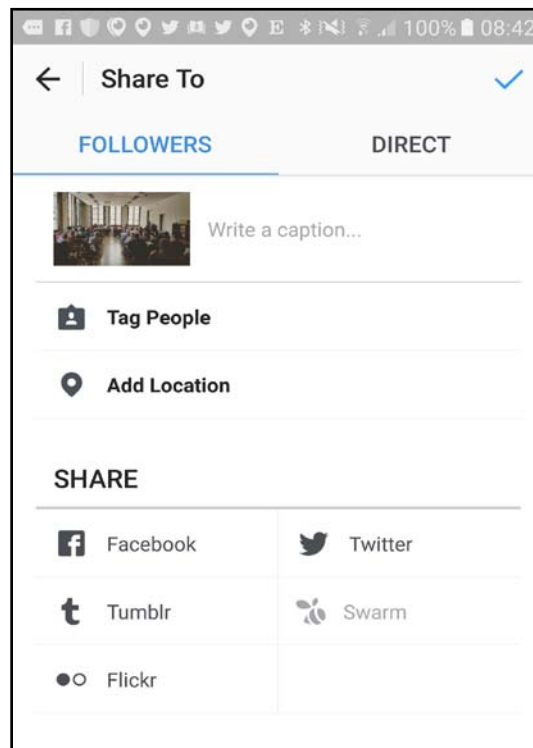 E 100% 08:42
Share To
FOLLOWERS DIRECT
Write a caption...
Tag People
Add Location
SHARE
Facebook Twitter
Tumblr Swarm
Flickr